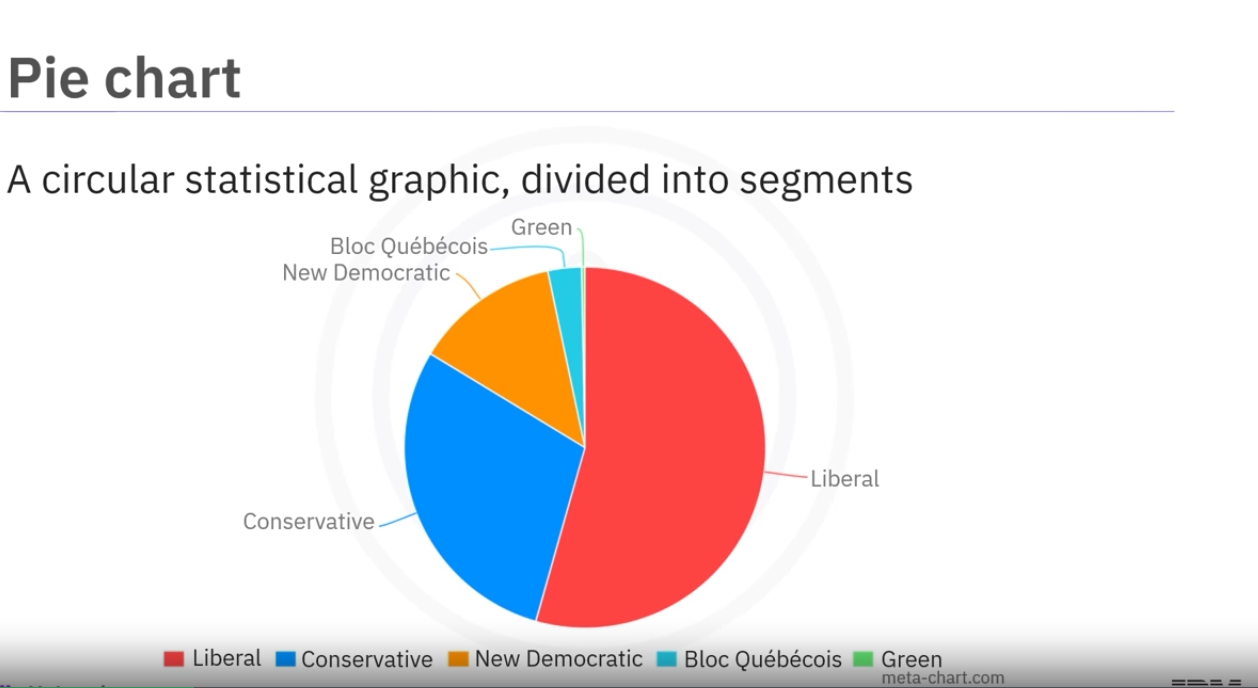 Pie chart
A circular statistical graphic, divided into segments
Green
Bloc Québécois
New Democratic
Liberal
Conservative
Liberal Conservative New Democratic Bloc Québécois Green
meta-chart.com